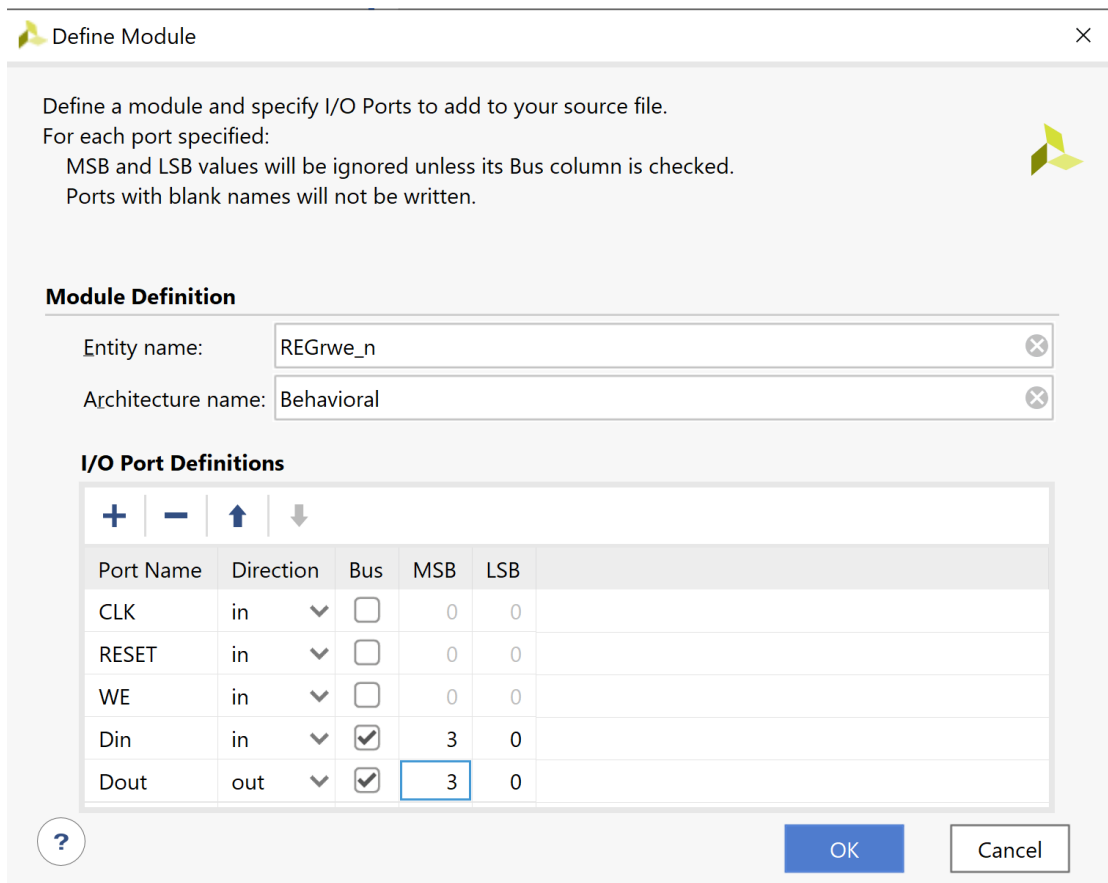 Define Module
Define a module and specify I/O Ports to add to your source file.
For each port specified:
MSB and LSB values will be ignored unless its Bus column is checked.
Ports with blank names will not be written.
Module Definition
Entity name: REGrwe_n
Architecture name: Behavioral
I/O Port Definitions
Port Name Direction Bus MSB LSB
CLK in 0 0
RESET in 0 0
WE in 0 0
Din in 3 0
Dout out 3 0
? OK Cancel